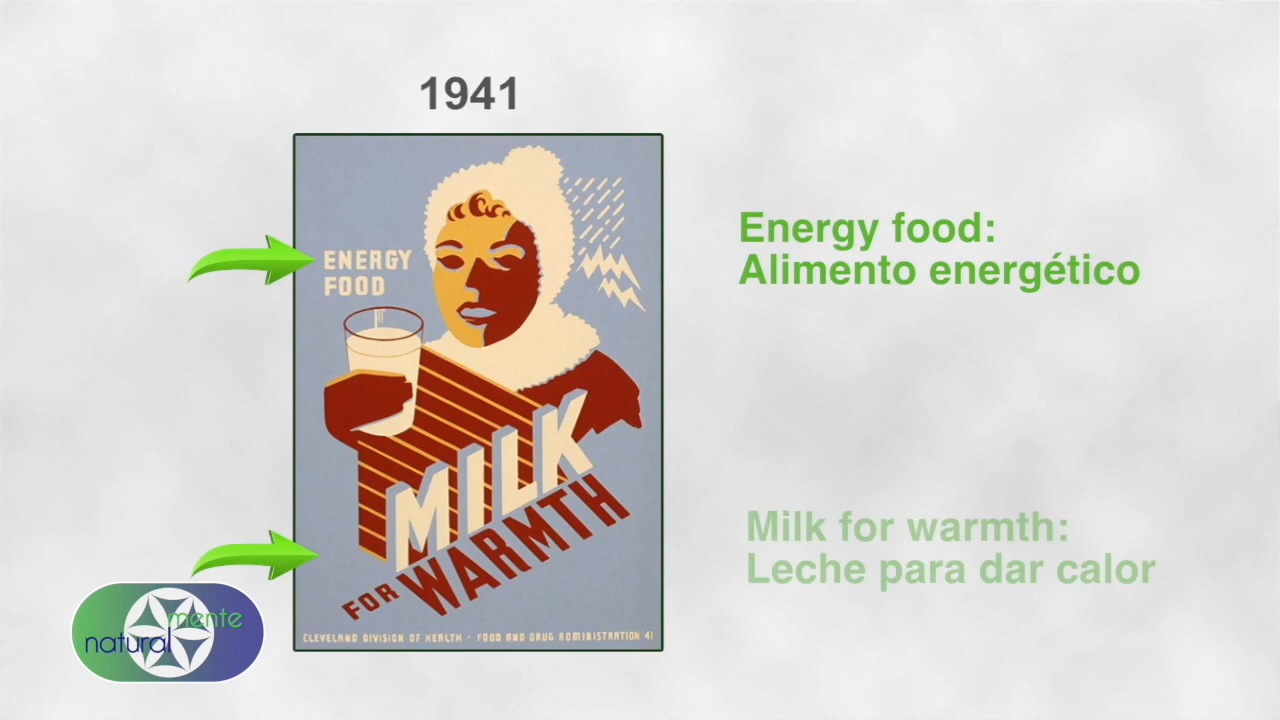 1941
ENERGY
FOOD
MILK
FOR WARMTH
CLEVELAND DIVISION OF HEALTH - FOOD AND DRUG ADMINISTRATION 41
Energy food:
Alimento energético
Milk for warmth:
Leche para dar calor
mente
natural